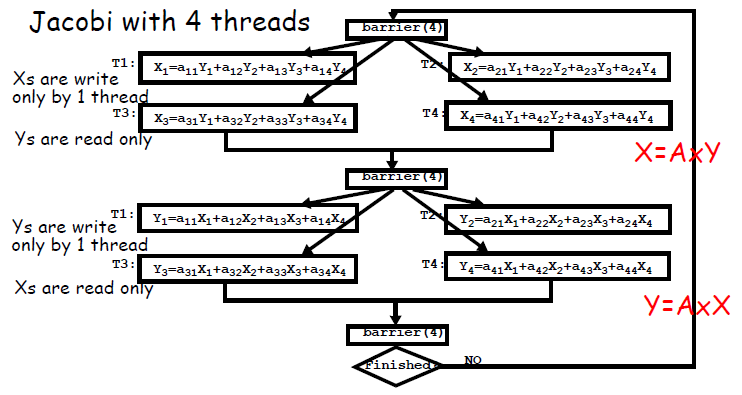 Jacobi with 4 threads
barrier(4)
T1: X₁=a₁₁Y₁+a₁₂Y₂+a₁₃Y₃+a₁₄Y₄
T2: X₂=a₂₁Y₁+a₂₂Y₂+a₂₃Y₃+a₂₄Y₄
Xs are write
only by 1 thread
T3: X₃=a₃₁Y₁+a₃₂Y₂+a₃₃Y₃+a₃₄Y₄
T4: X₄=a₄₁Y₁+a₄₂Y₂+a₄₃Y₃+a₄₄Y₄
Ys are read only
X=AxY
barrier(4)
T1: Y₁=a₁₁X₁+a₁₂X₂+a₁₃X₃+a₁₄X₄
T2: Y₂=a₂₁X₁+a₂₂X₂+a₂₃X₃+a₂₄X₄
Ys are write
only by 1 thread
T3: Y₃=a₃₁X₁+a₃₂X₂+a₃₃X₃+a₃₄X₄
T4: Y₄=a₄₁X₁+a₄₂X₂+a₄₃X₃+a₄₄X₄
Xs are read only
Y=AxX
barrier(4)
Finished?
NO